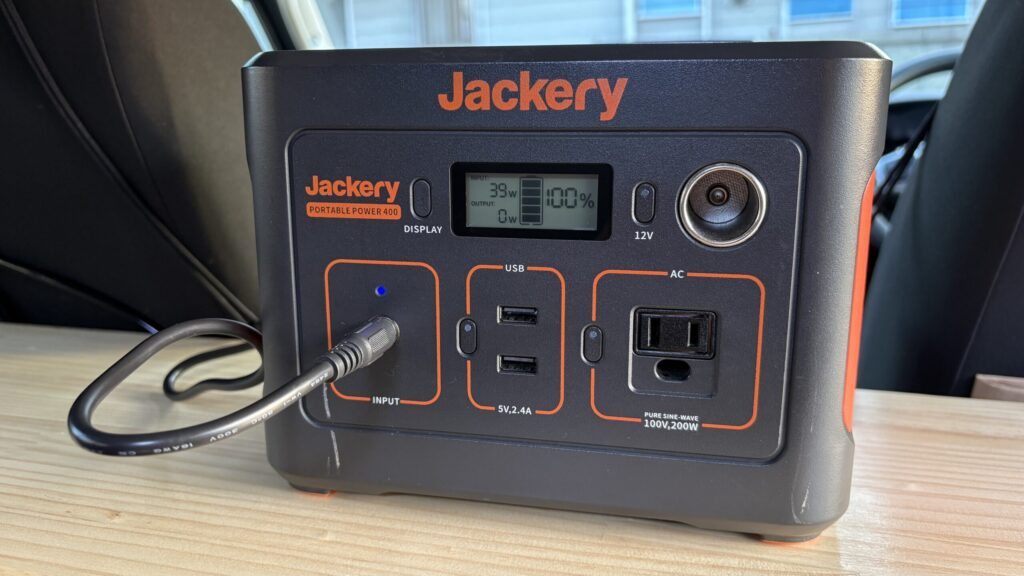 Jackery
Jackery
PORTABLE POWER 400
DISPLAY
INPUT:
39W
OUTPUT:
0W
100%
12V
USB
AC
INPUT
5V,2.4A
PURE SINE-WAVE
100V,200W